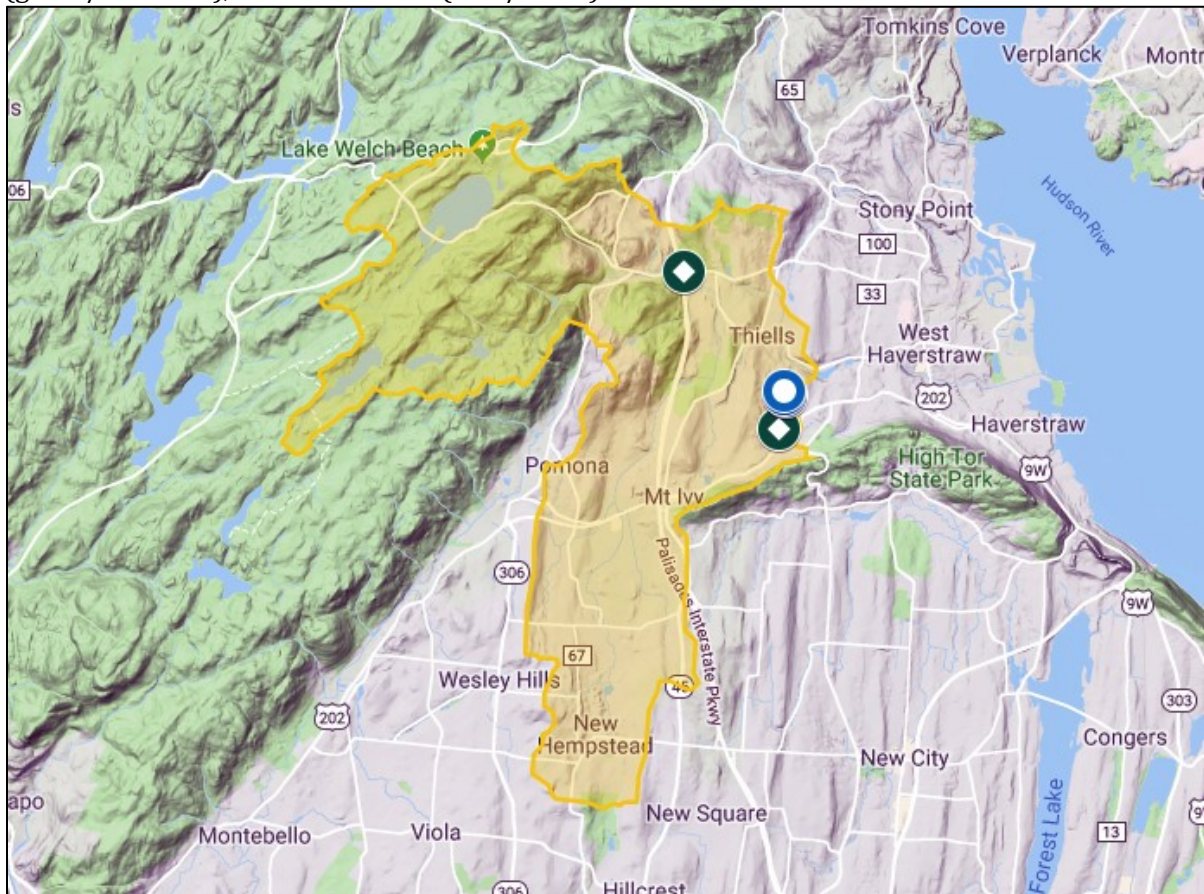 Tomkins Cove
Verplanck
Montr
65
s
Lake Welch Beach
06
Hudson River
Stony Point
100
33
Thiells
West
Haverstraw
202
Haverstraw
High Tor
State Park
9W
Pomona
Mt Ivy
306
Palisades Interstate Pkwy
9W
67
Wesley Hills
45
202
303
New
Hempstead
New City
Congers
apo
New Square
Montebello
Viola
Forest Lake
13
9W
306
Hillcrest